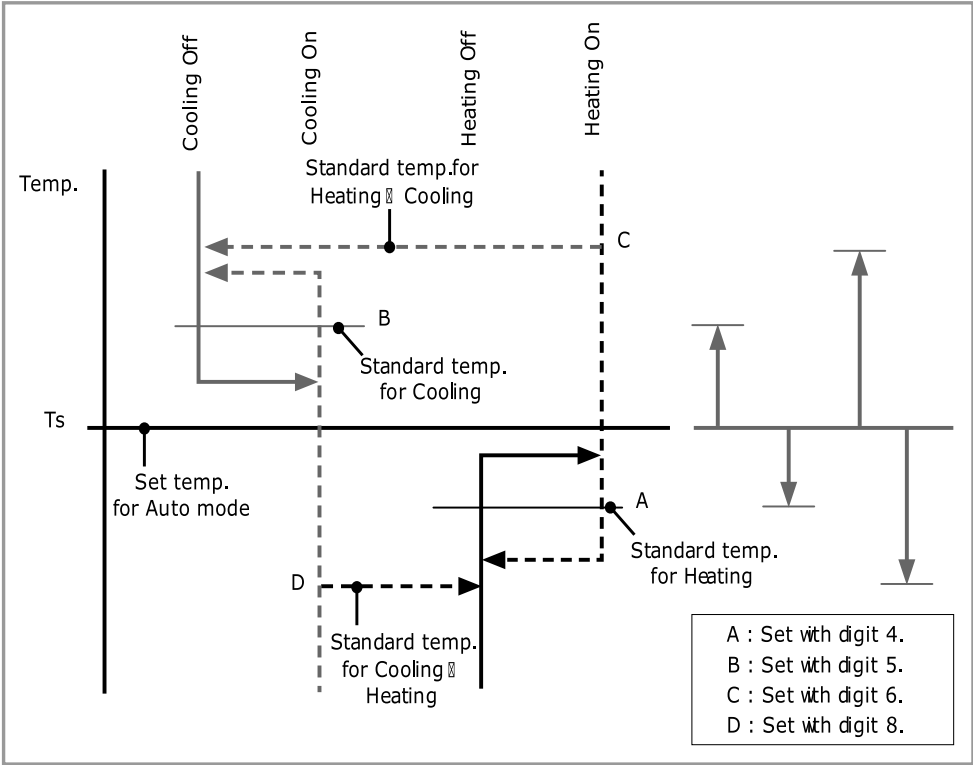 Cooling Off
Cooling On
Heating Off
Heating On
Temp.
Standard temp.for
Heating▯ Cooling
C
B
Standard temp.
for Cooling
Ts
Set temp.
for Auto mode
A
Standard temp.
for Heating
D
Standard temp.
for Cooling▯
Heating
A : Set with digit 4.
B : Set with digit 5.
C : Set with digit 6.
D : Set with digit 8.